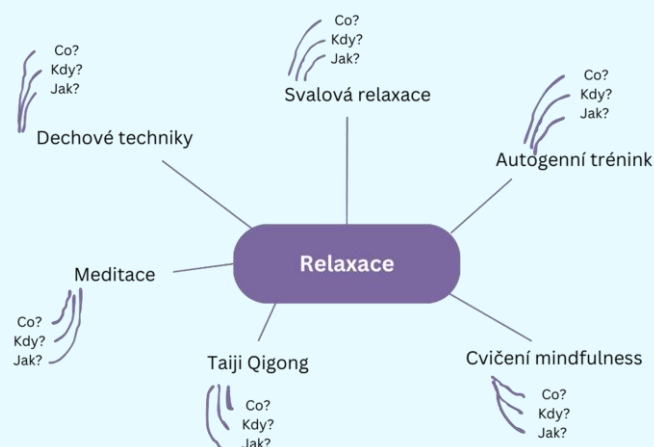 Co?
Kdy?
Jak?
Svalová relaxace
Co?
Kdy?
Jak?
Dechové techniky
Co?
Kdy?
Jak?
Autogenní trénink
Relaxace
Meditace
Co?
Kdy?
Jak?
Taiji Qigong
Co?
Kdy?
Jak?
Cvičení mindfulness
Co?
Kdy?
Jak?